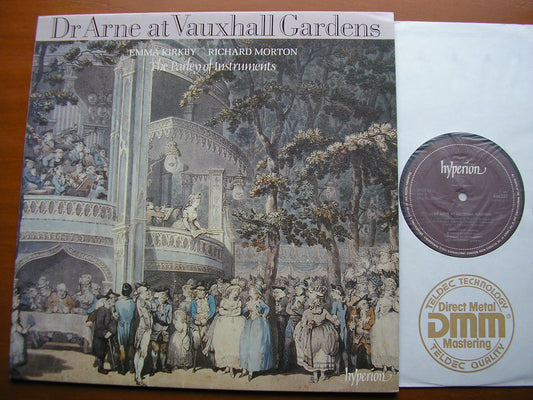 Dr Arne at Vauxhall Gardens
EMMA KIRKBY RICHARD MORTON
The Parley of Instruments
hyperion
hyperion
TELDEC TECHNOLOGY
Direct Metal
DMM
Mastering
TELDEC QUALITY